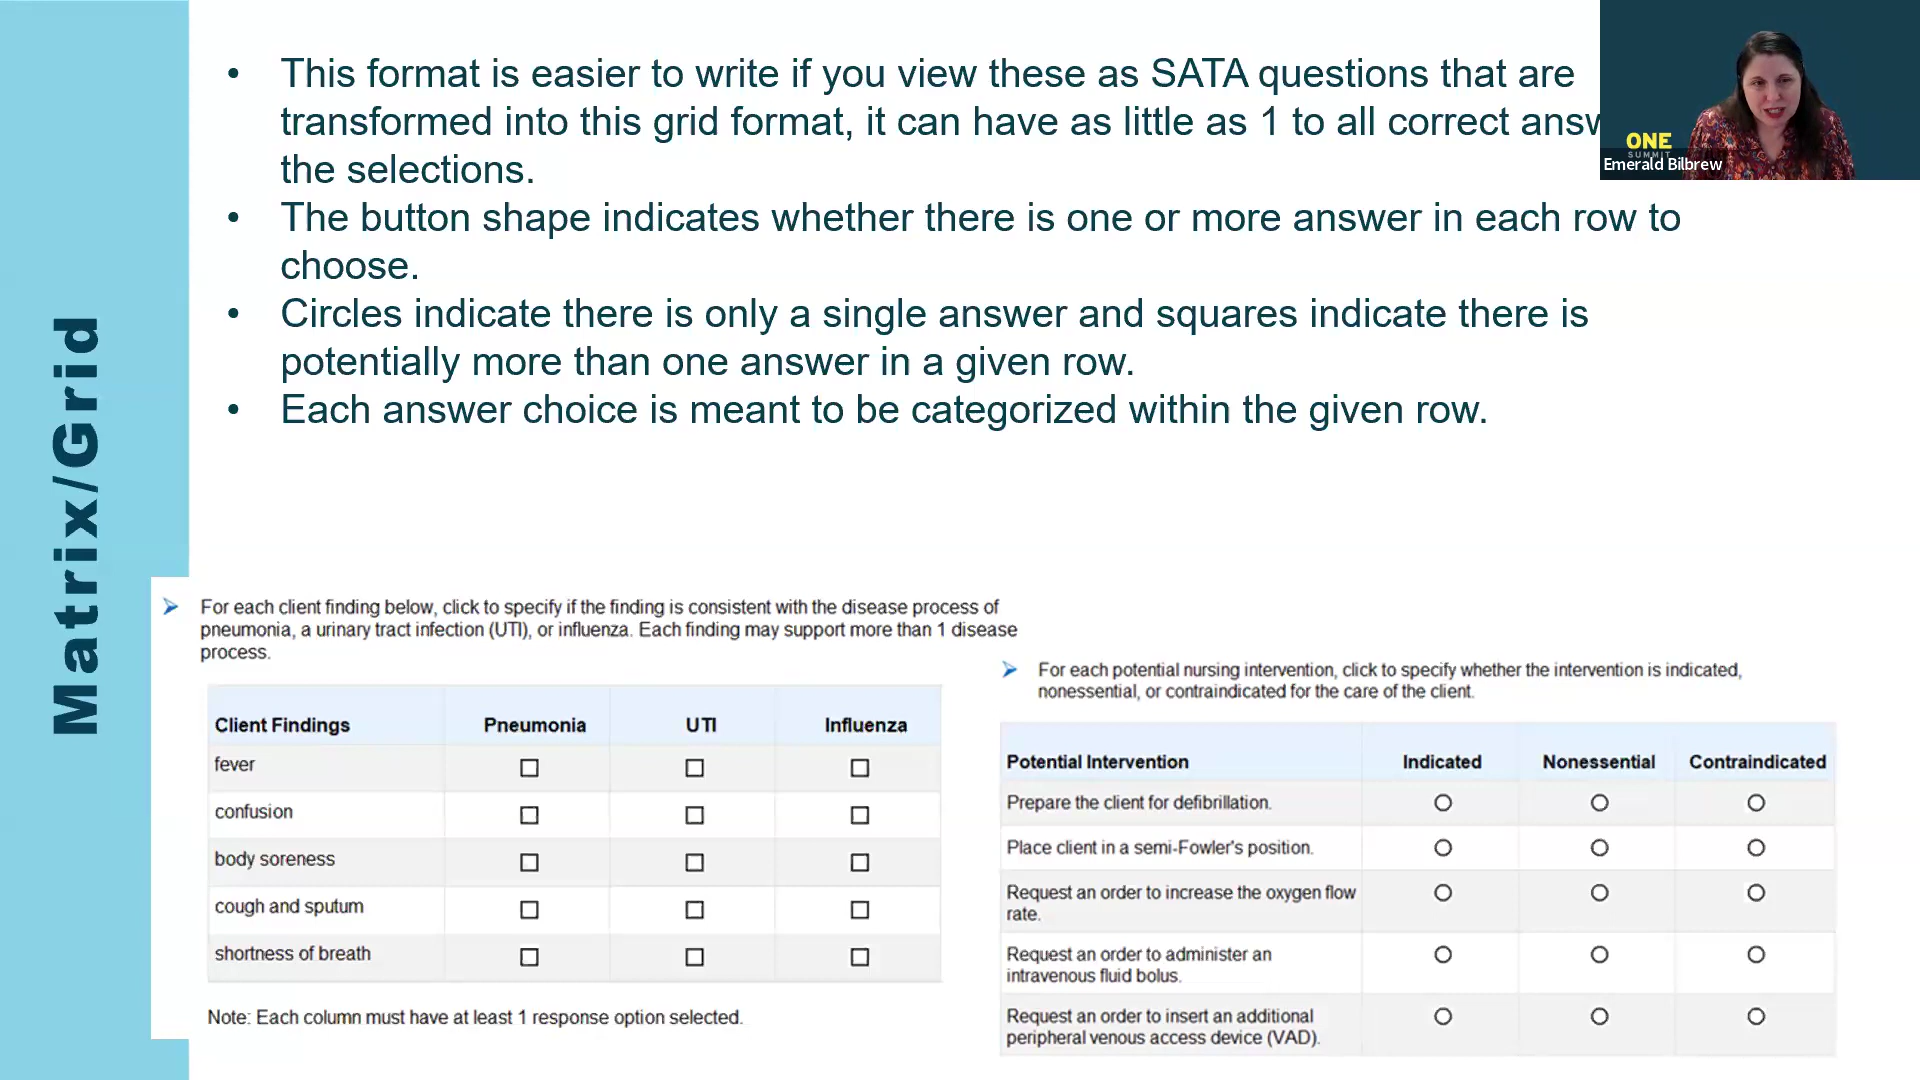 Matrix/Grid
• This format is easier to write if you view these as SATA questions that are
transformed into this grid format, it can have as little as 1 to all correct
the selections.
• The button shape indicates whether there is one or more answer in each row to
choose.
• Circles indicate there is only a single answer and squares indicate there is
potentially more than one answer in a given row.
• Each answer choice is meant to be categorized within the given row.
ONE
SUMMIT
Emerald Bilbrew
For each client finding below, click to specify if the finding is consistent with the disease process of
pneumonia, a urinary tract infection (UTI), or influenza. Each finding may support more than 1 disease
process.
Client Findings Pneumonia UTI Influenza
fever
confusion
body soreness
cough and sputum
shortness of breath
Note: Each column must have at least 1 response option selected.
For each potential nursing intervention, click to specify whether the intervention is indicated,
nonessential, or contraindicated for the care of the client.
Potential Intervention Indicated Nonessential Contraindicated
Prepare the client for defibrillation.
Place client in a semi-Fowler's position.
Request an order to increase the oxygen flow
rate.
Request an order to administer an
intravenous fluid bolus.
Request an order to insert an additional
peripheral venous access device (VAD).